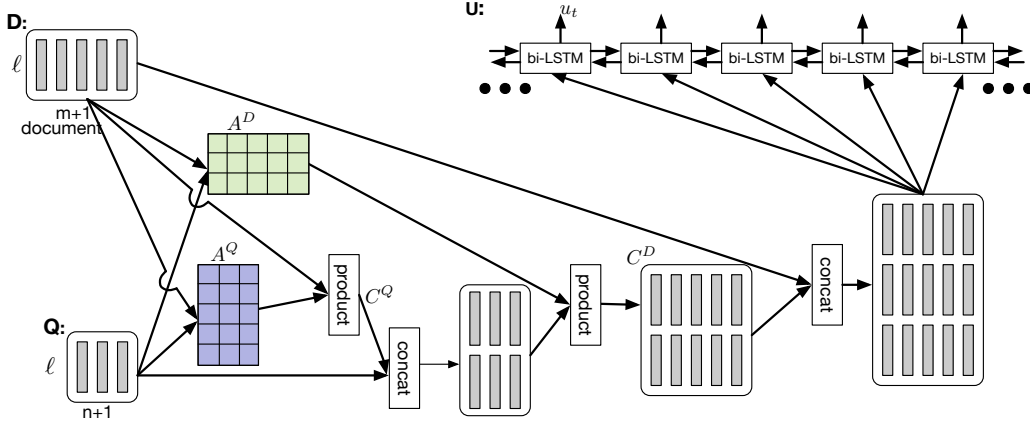 D:
ℓ
m+1
document
U:
u_t
bi-LSTM
bi-LSTM
bi-LSTM
bi-LSTM
bi-LSTM
A^D
A^Q
product
C^Q
Q:
ℓ
n+1
concat
product
C^D
concat